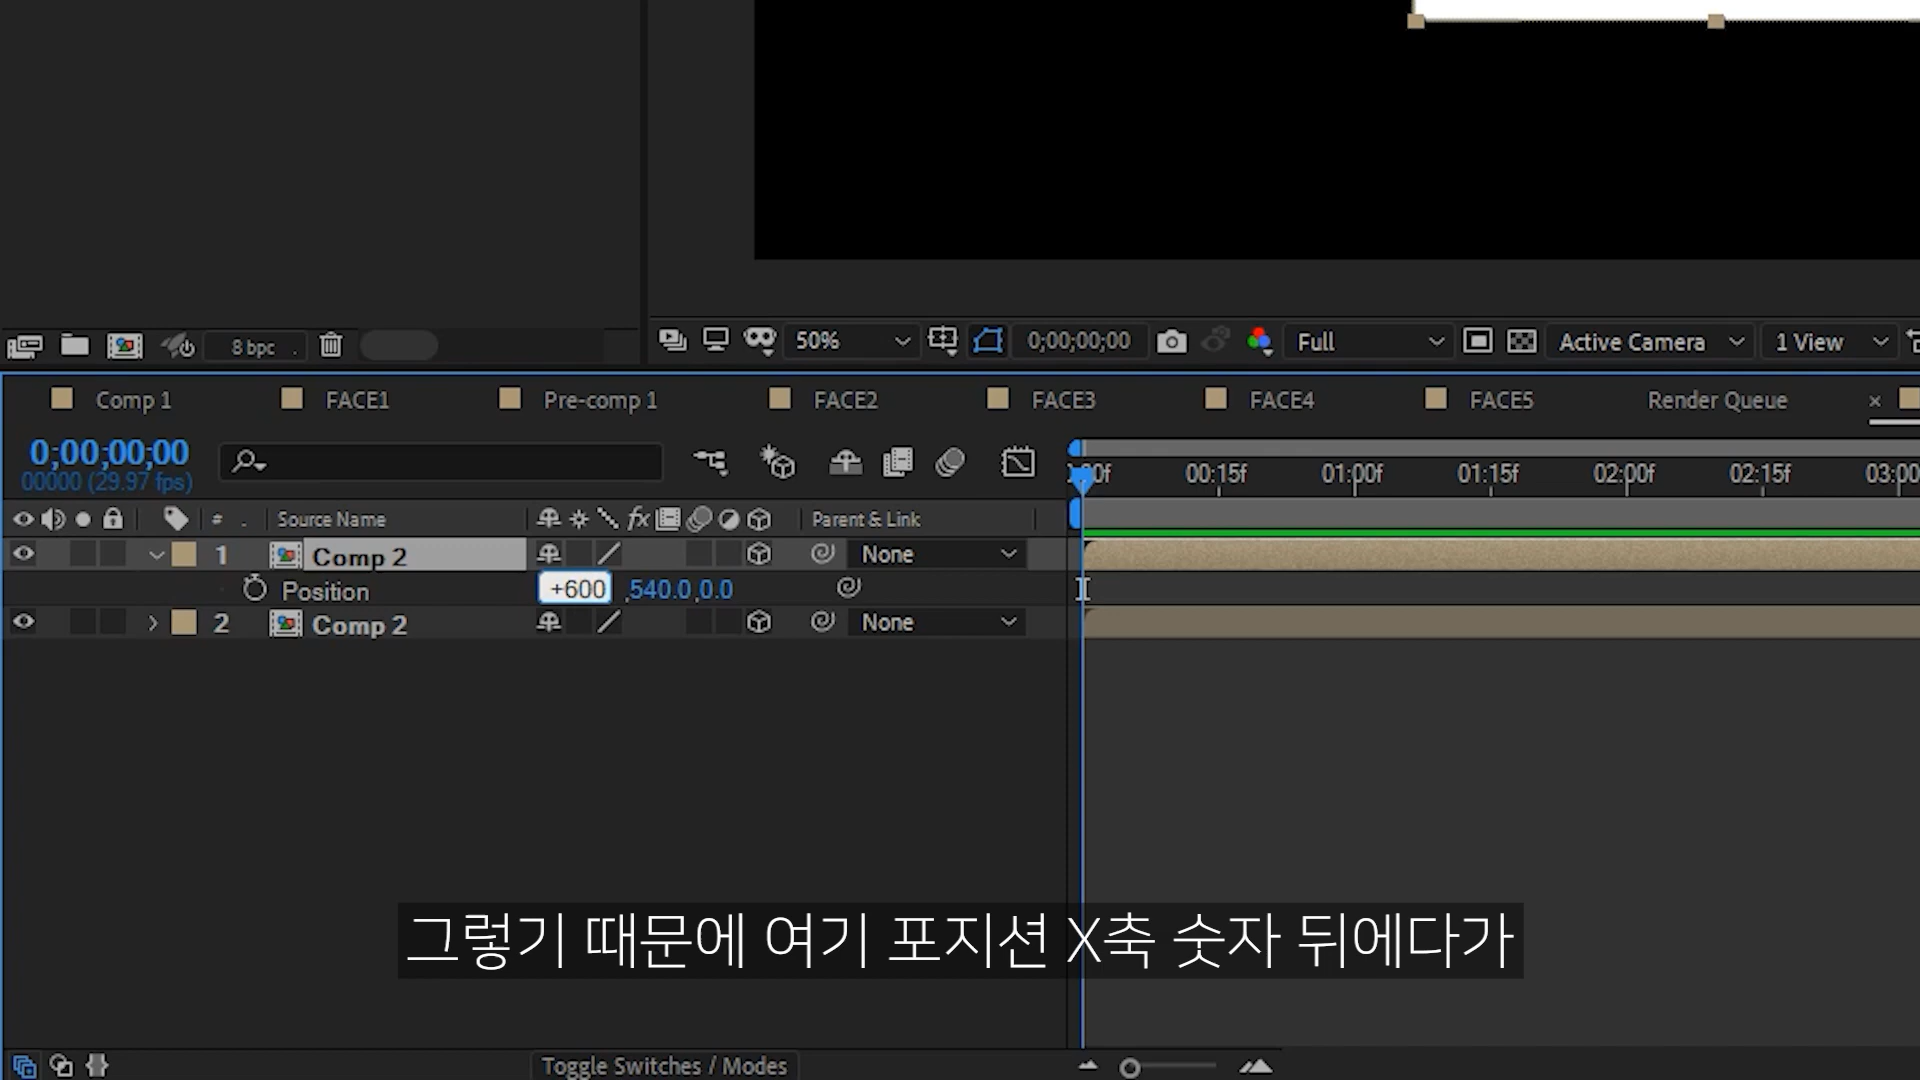 8 bpc
50%
0;00;00;00
Full
Active Camera
1 View
Comp 1
FACE1
Pre-comp 1
FACE2
FACE3
FACE4
FACE5
Render Queue
0;00;00;00
00000 (29.97 fps)
00f
00:15f
01:00f
01:15f
02:00f
02:15f
03:00
# . Source Name
fx
Parent & Link
1 Comp 2
None
Position
+600 ,540.0,0.0
2 Comp 2
None
그렇기 때문에 여기 포지션 X축 숫자 뒤에다가
Toggle Switches / Modes